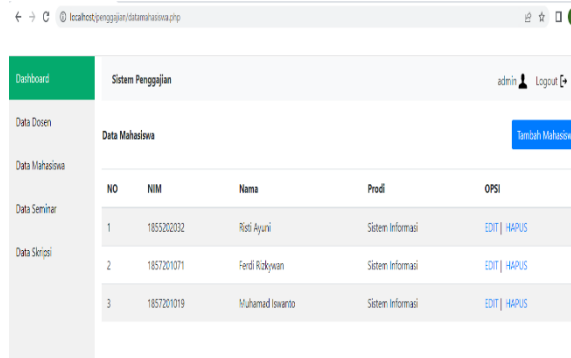 localhost/penggajian/datamahasiswa.php
Dashboard
Sistem Penggajian
admin
Logout
Data Dosen
Data Mahasiswa
Tambah Mahasisw
Data Mahasiswa
NO NIM Nama Prodi OPSI
Data Seminar
1 1855202032 Risti Ayuni Sistem Informasi EDIT | HAPUS
Data Skripsi
2 1857201071 Ferdi Rizkywan Sistem Informasi EDIT | HAPUS
3 1857201019 Muhamad Iswanto Sistem Informasi EDIT | HAPUS